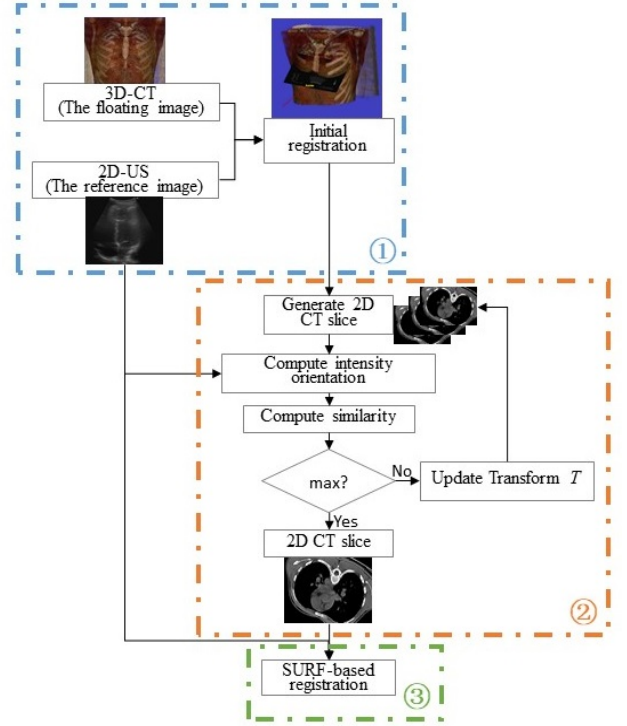 3D-CT
(The floating image)
Initial
registration
2D-US
(The reference image)
①
Generate 2D
CT slice
Compute intensity
orientation
Compute similarity
max?
No
Update Transform T
Yes
2D CT slice
②
SURF-based
registration
③